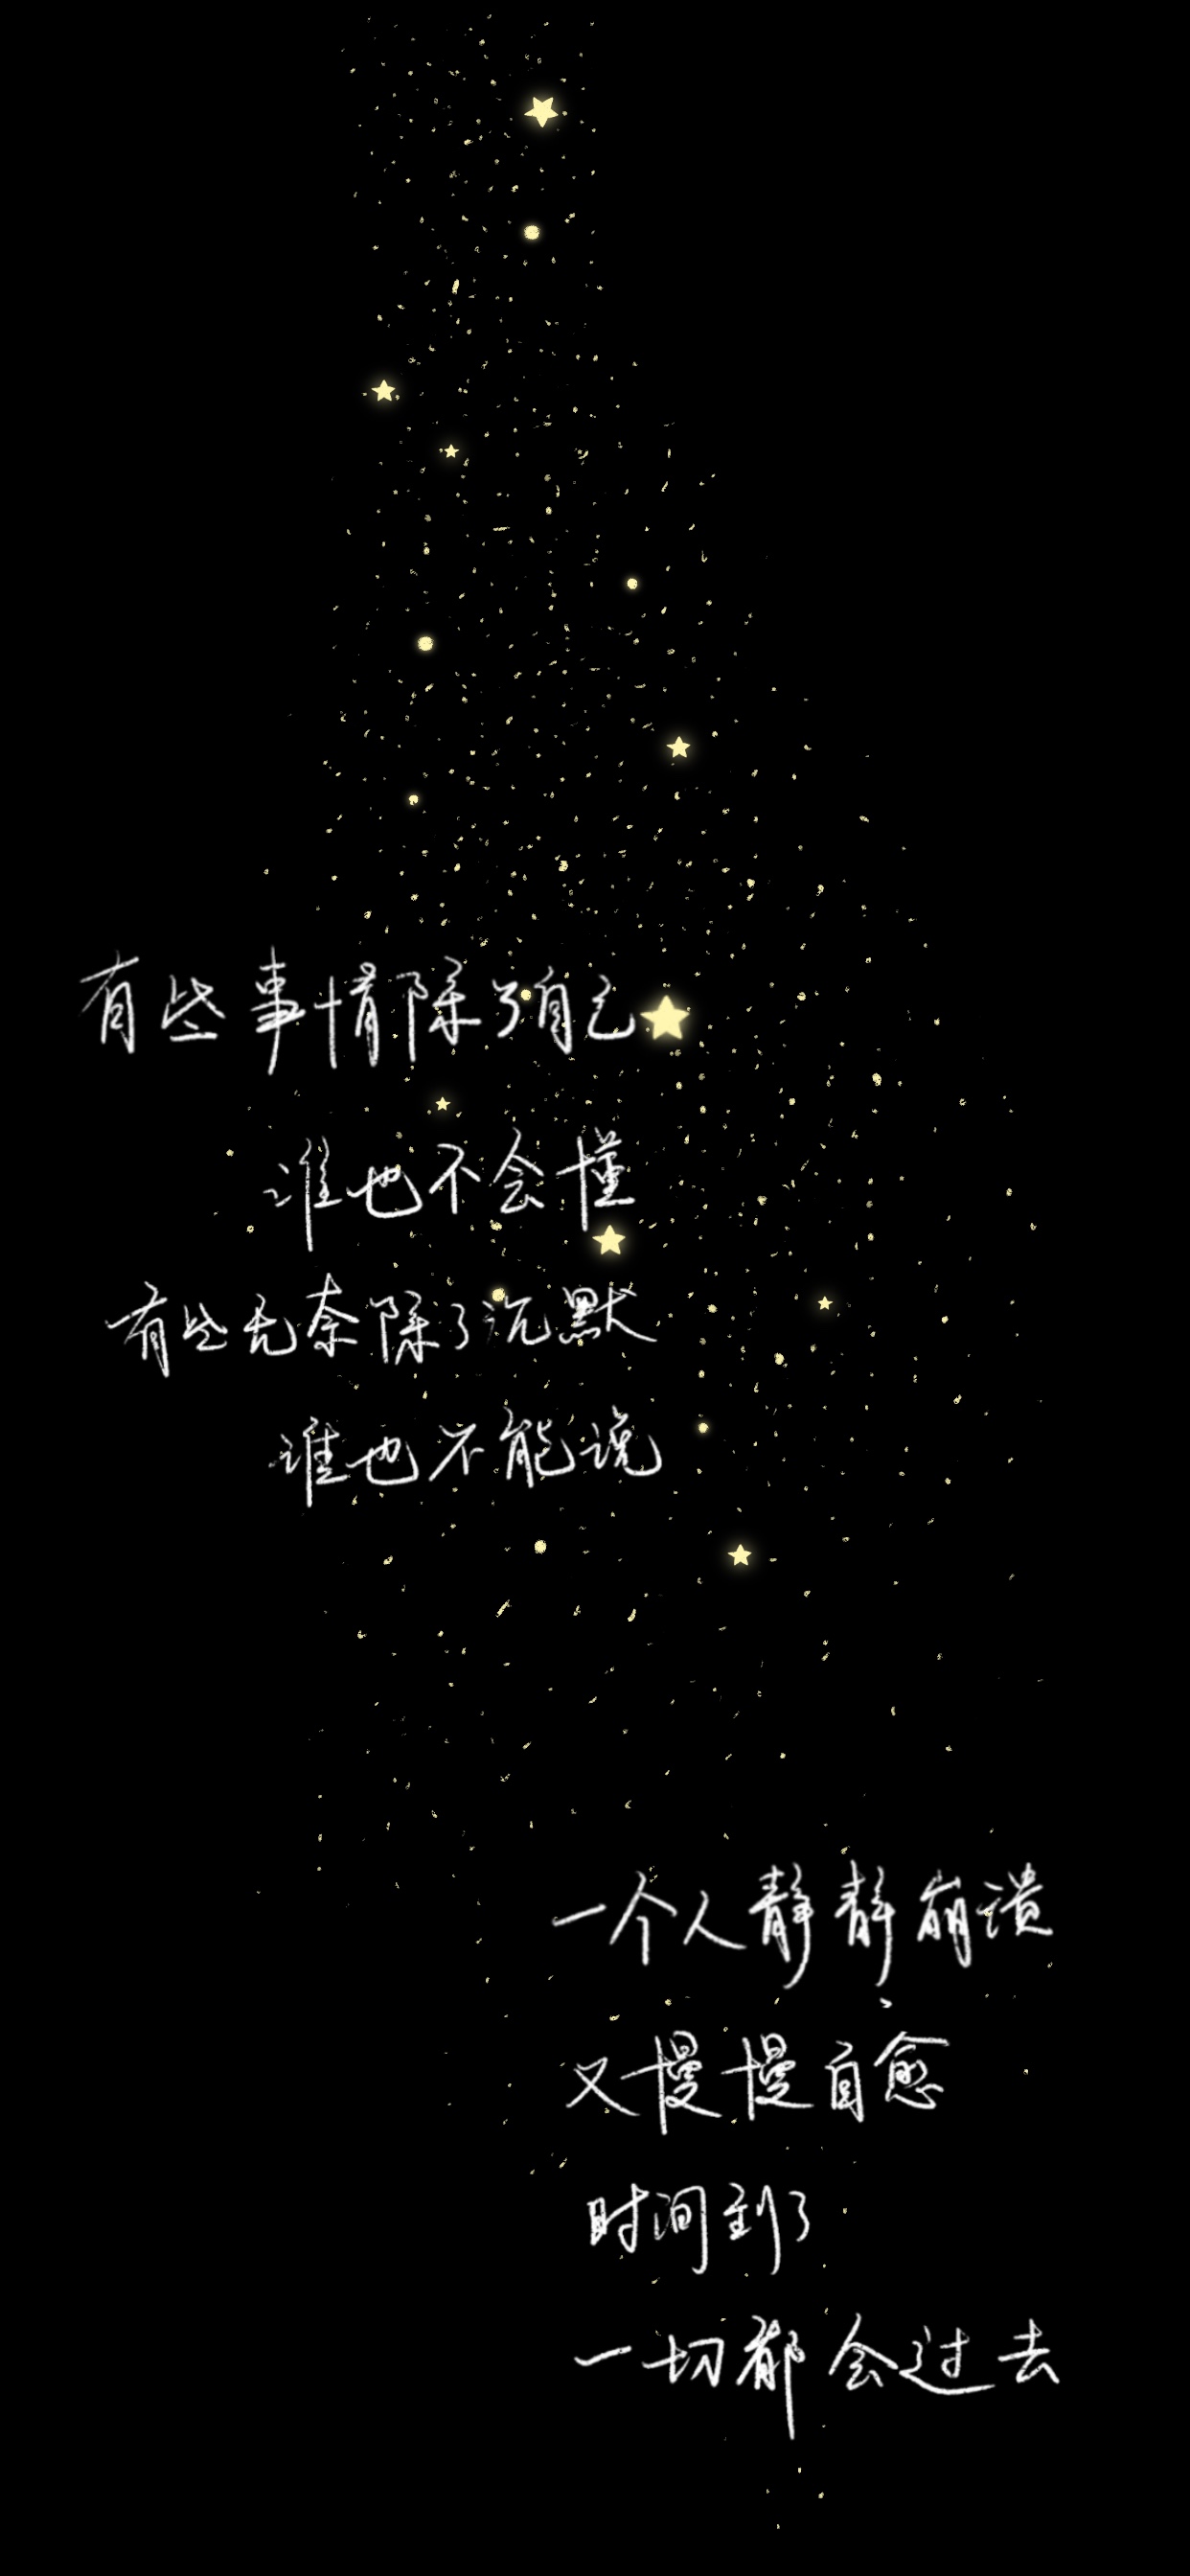 有些事情除了自己
谁也不会懂
有些无奈除了沉默
谁也不能说
一个人静静崩溃
又慢慢自愈
时间到了
一切都会过去